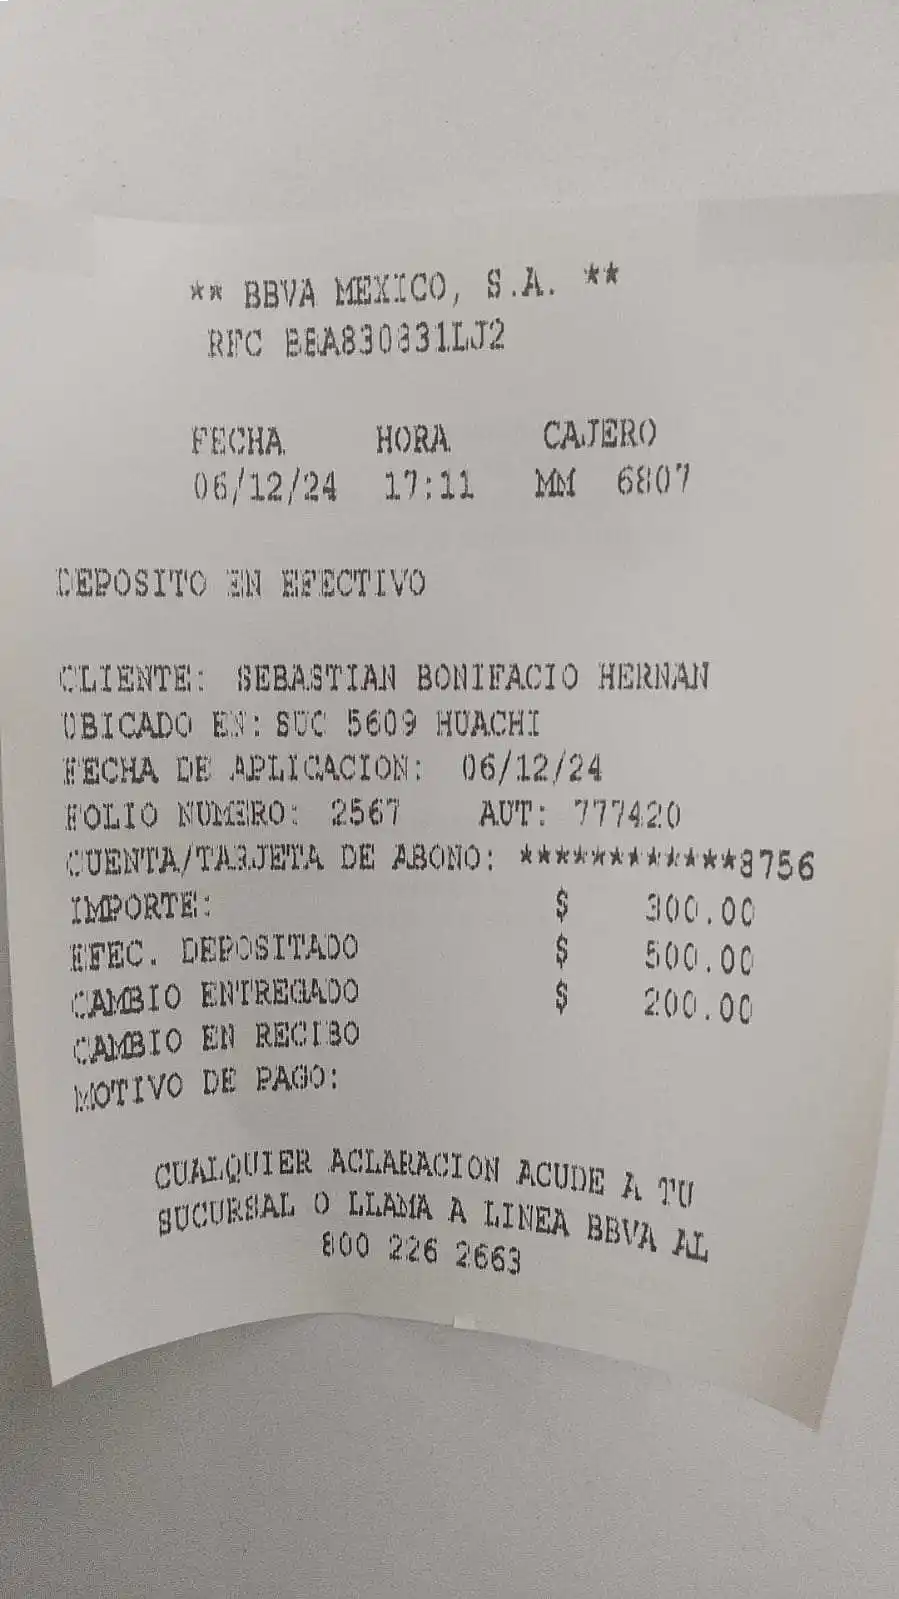 ** BBVA MEXICO, S.A. **
RFC BBA830831LJ2
FECHA HORA CAJERO
06/12/24 17:11 MM 6807
DEPOSITO EN EFECTIVO
CLIENTE: SEBASTIAN BONIFACIO HERNAN
UBICADO EN: SUC 5609 HUACHI
FECHA DE APLICACION: 06/12/24
FOLIO NUMERO: 2567 AUT: 777420
CUENTA/TARJETA DE ABONO: ************8756
IMPORTE: $ 300.00
EFEC. DEPOSITADO $ 500.00
CAMBIO ENTREGADO $ 200.00
CAMBIO EN RECIBO
MOTIVO DE PAGO:
CUALQUIER ACLARACION ACUDE A TU
SUCURSAL O LLAMA A LINEA BBVA AL
800 226 2663